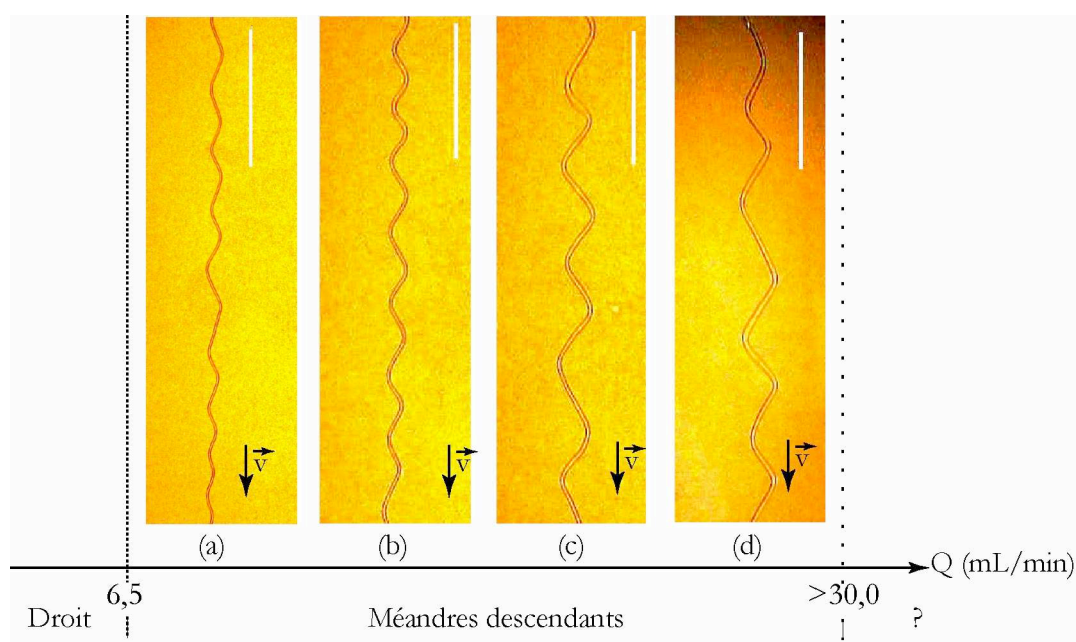 v v v v
(a) (b) (c) (d)
Q (mL/min)
6,5 >30,0
Droit Méandres descendants ?